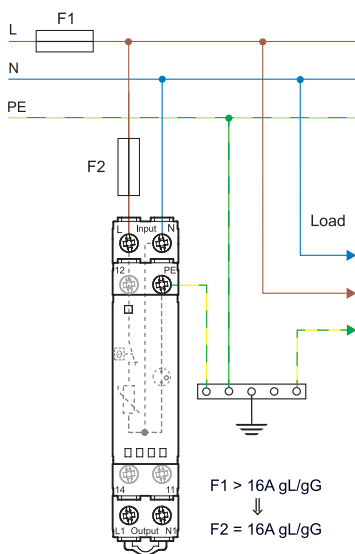 F1
L
N
PE
F2
L Input N
12 PE
Load
14 11
L1 Output N1
F1 > 16A gL/gG
⇓
F2 = 16A gL/gG